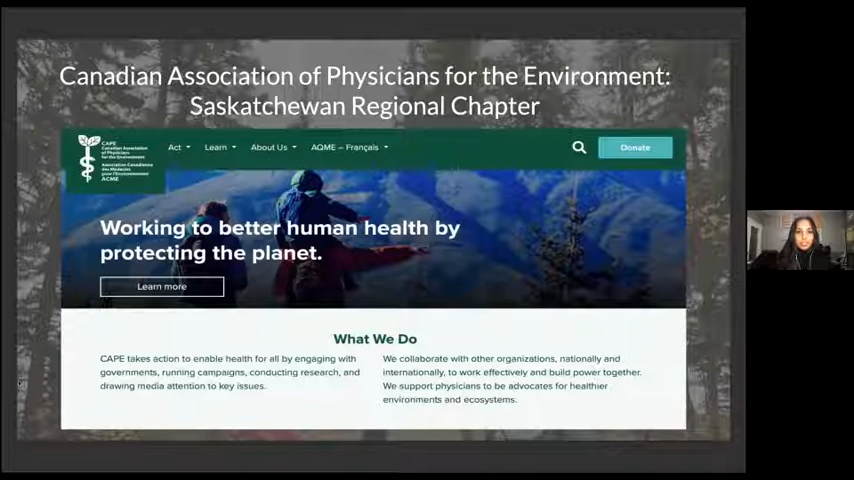 Canadian Association of Physicians for the Environment:
Saskatchewan Regional Chapter
CAPE
Canadian Association
of Physicians
for the Environment
Association Canadienne
des Médecins
pour l'Environnement
ACME
Act
Learn
About Us
AQME – Français
Donate
Working to better human health by
protecting the planet.
Learn more
What We Do
CAPE takes action to enable health for all by engaging with
governments, running campaigns, conducting research, and
drawing media attention to key issues.
We collaborate with other organizations, nationally and
internationally, to work effectively and build power together.
We support physicians to be advocates for healthier
environments and ecosystems.